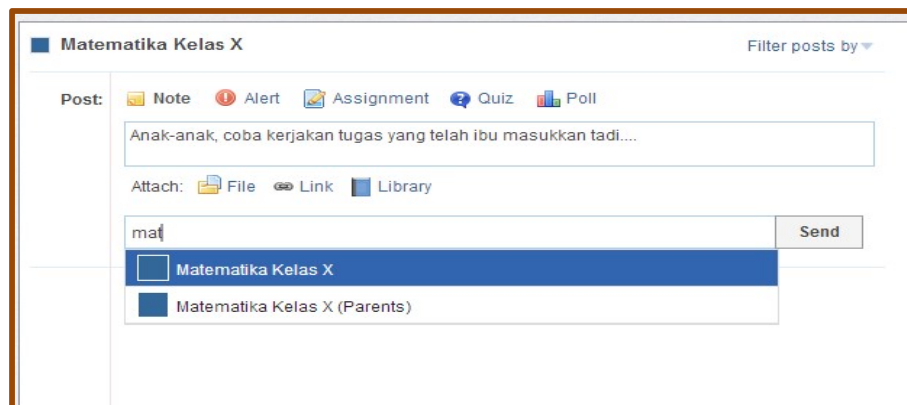 Matematika Kelas X Filter posts by
Post: Note Alert Assignment Quiz Poll
Anak-anak, coba kerjakan tugas yang telah ibu masukkan tadi....
Attach: File Link Library
mat Send
Matematika Kelas X
Matematika Kelas X (Parents)